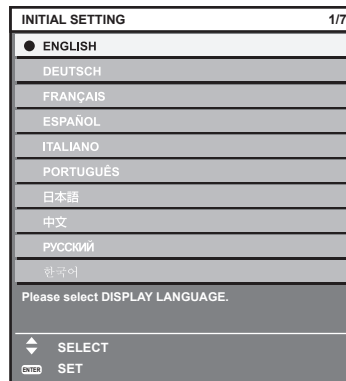 INITIAL SETTING 1/7
ENGLISH
DEUTSCH
FRANÇAIS
ESPAÑOL
ITALIANO
PORTUGUÊS
日本語
中文
РУССКИЙ
한국어
Please select DISPLAY LANGUAGE.
SELECT
ENTER SET